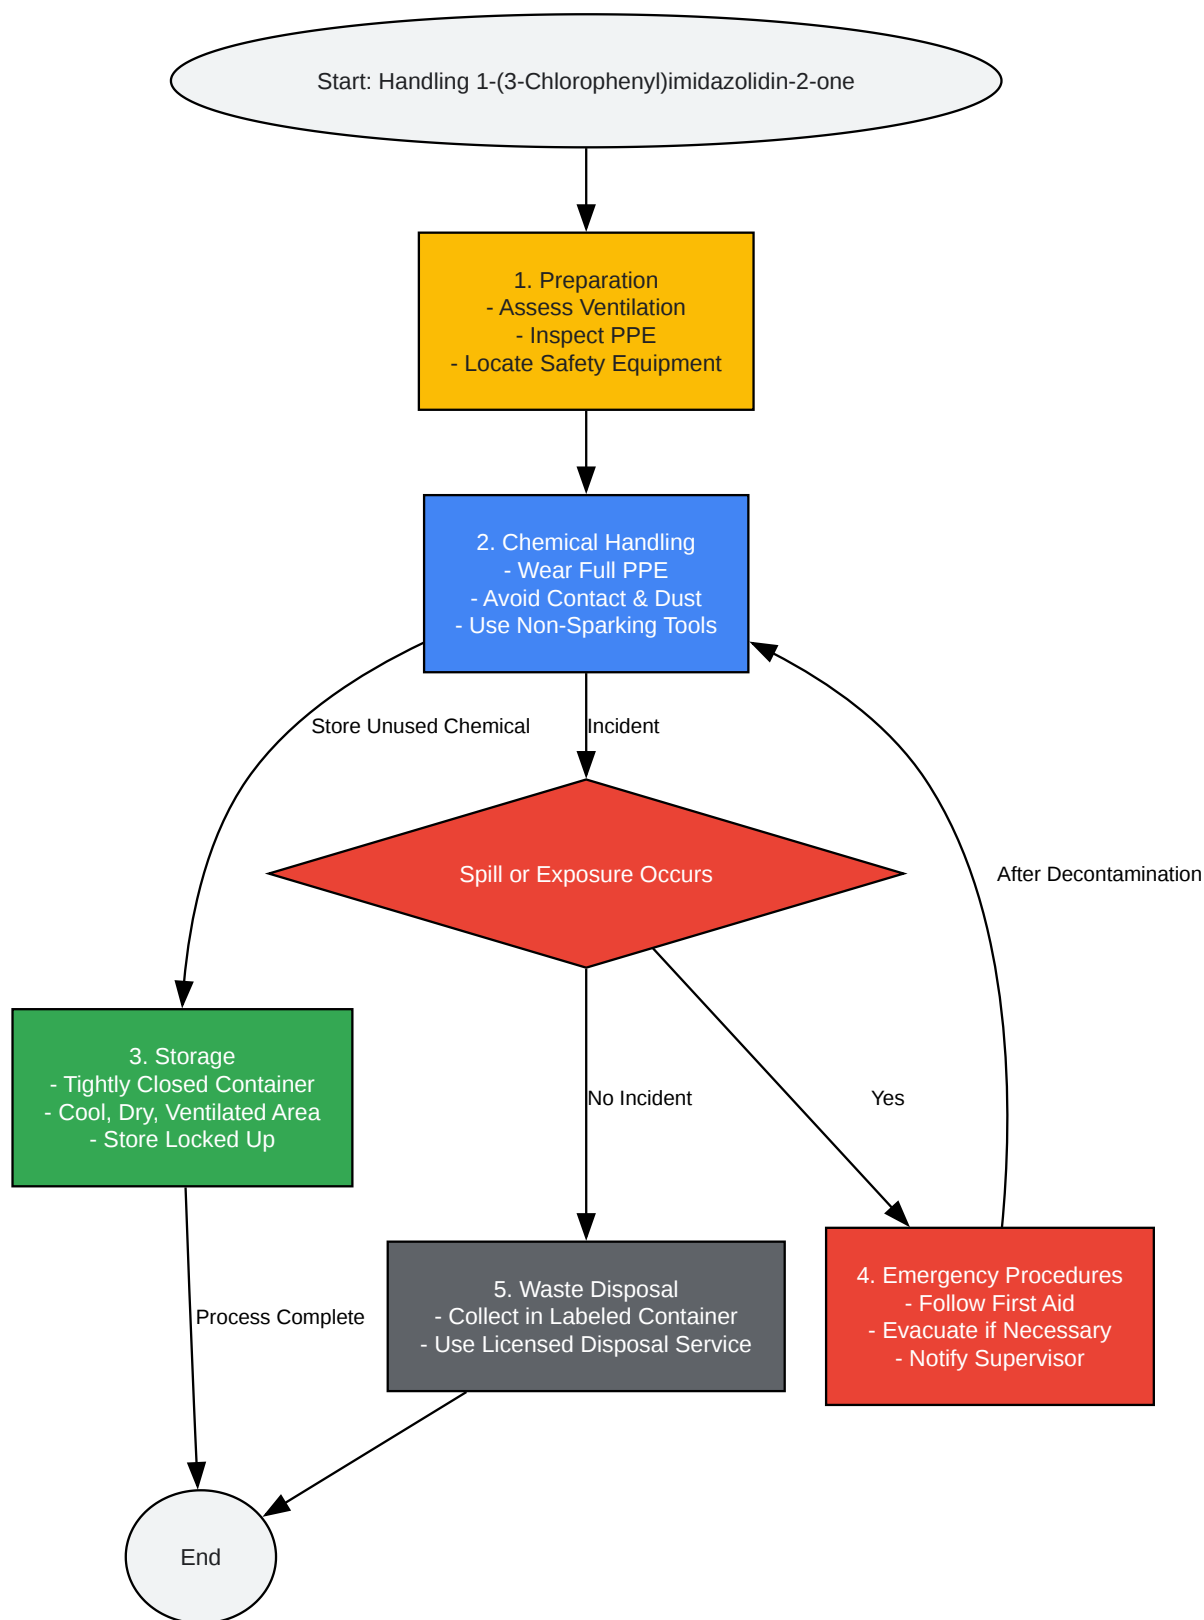 Start: Handling 1-(3-Chlorophenyl)imidazolidin-2-one
1. Preparation
- Assess Ventilation
- Inspect PPE
- Locate Safety Equipment
2. Chemical Handling
- Wear Full PPE
- Avoid Contact & Dust
- Use Non-Sparking Tools
Store Unused Chemical
Incident
Spill or Exposure Occurs
After Decontamination
3. Storage
- Tightly Closed Container
- Cool, Dry, Ventilated Area
- Store Locked Up
No Incident
Yes
4. Emergency Procedures
- Follow First Aid
- Evacuate if Necessary
- Notify Supervisor
5. Waste Disposal
- Collect in Labeled Container
- Use Licensed Disposal Service
Process Complete
End